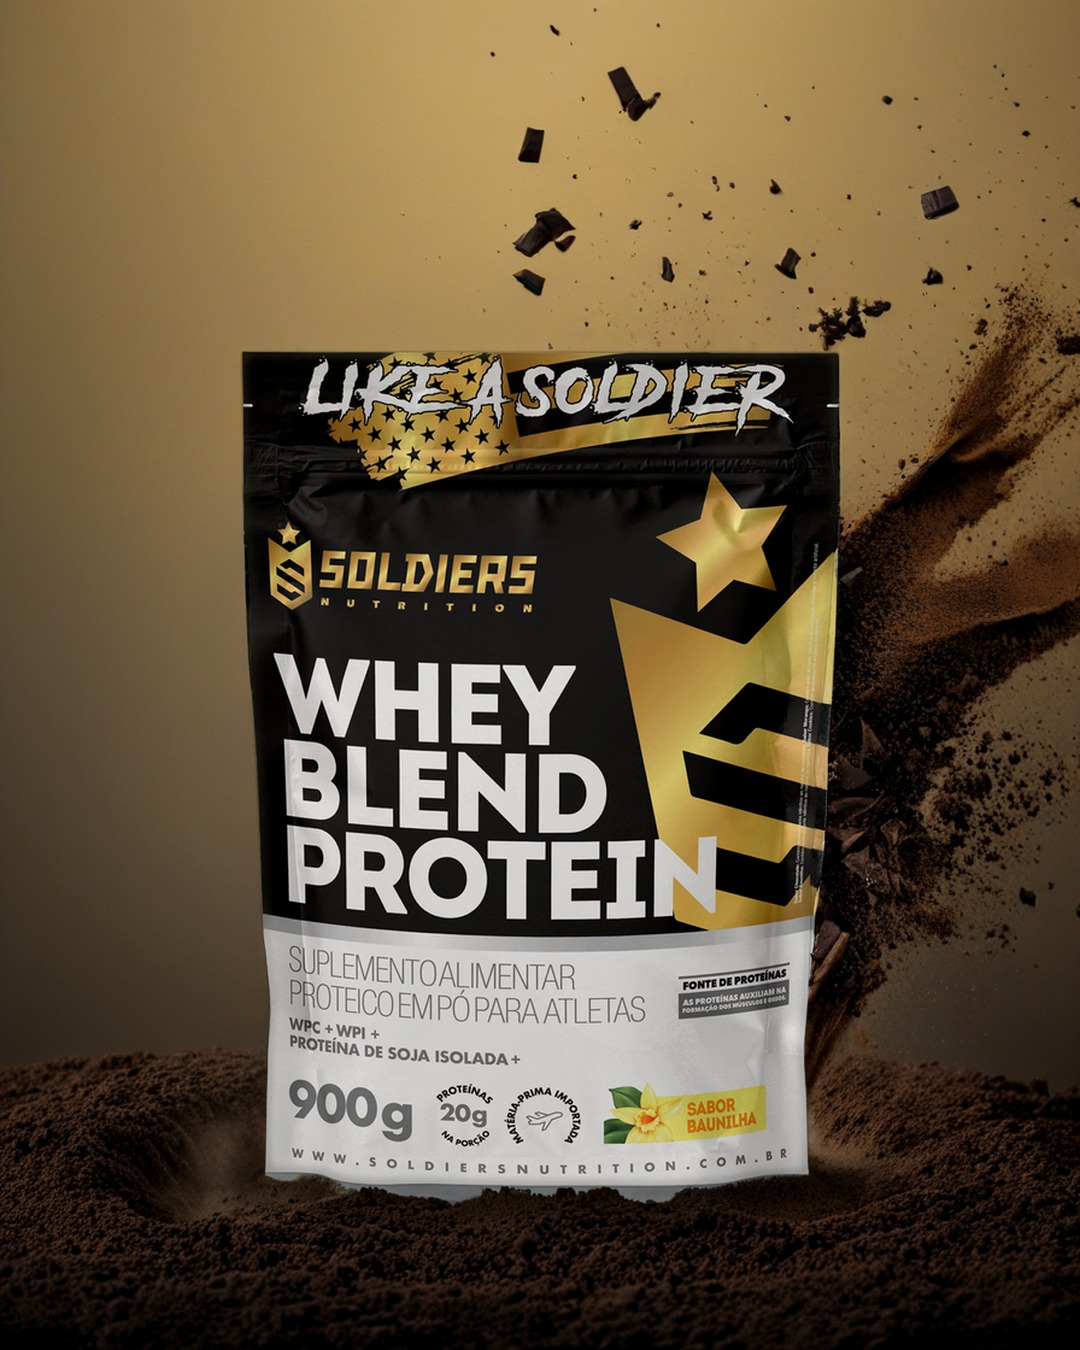 LIKE A SOLDIER
SOLDIERS
NUTRITION
WHEY
BLEND
PROTEIN
SUPLEMENTO ALIMENTAR
PROTEICO EM PÓ PARA ATLETAS
WPC + WPI +
PROTEÍNA DE SOJA ISOLADA +
FONTE DE PROTEÍNAS
AS PROTEÍNAS AUXILIAM NA
FORMAÇÃO DOS MÚSCULOS E OSSOS.
900g
PROTEÍNAS
20g
NA PORÇÃO
MATÉRIA-PRIMA IMPORTADA
SABOR
BAUNILHA
WWW.SOLDIERSNUTRITION.COM.BR